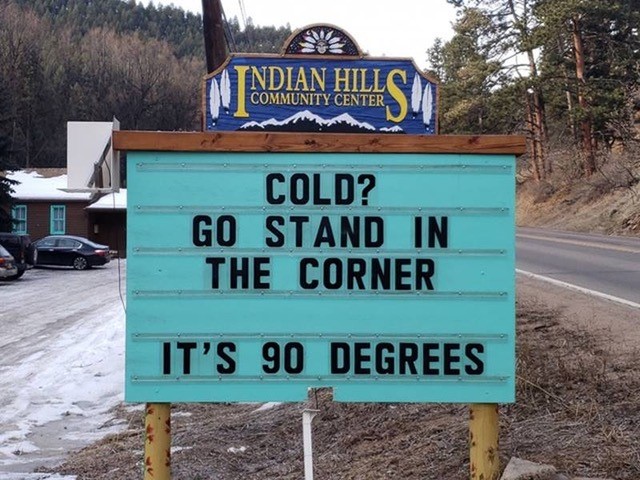 INDIAN HILLS
COMMUNITY CENTER
COLD?
GO STAND IN
THE CORNER
IT'S 90 DEGREES